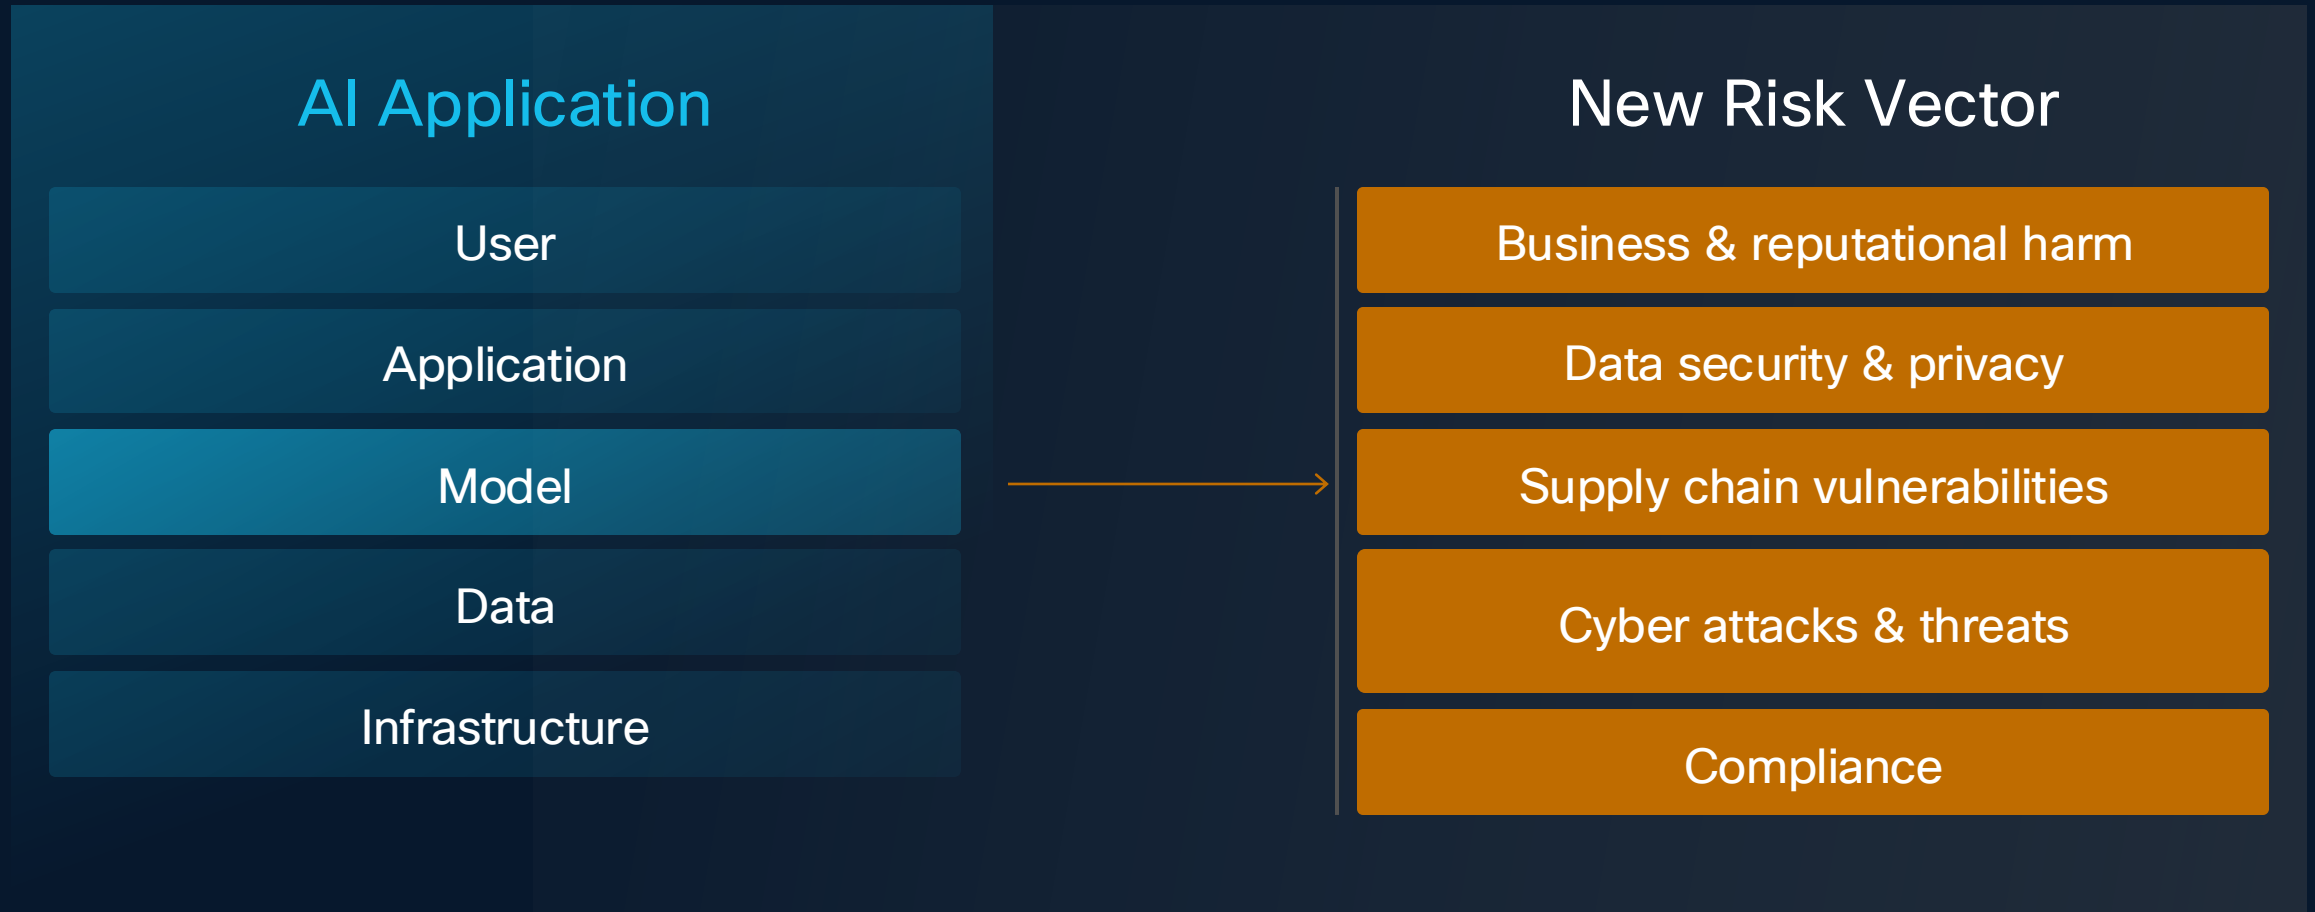 AI Application
User
Application
Model
Data
Infrastructure
New Risk Vector
Business & reputational harm
Data security & privacy
Supply chain vulnerabilities
Cyber attacks & threats
Compliance